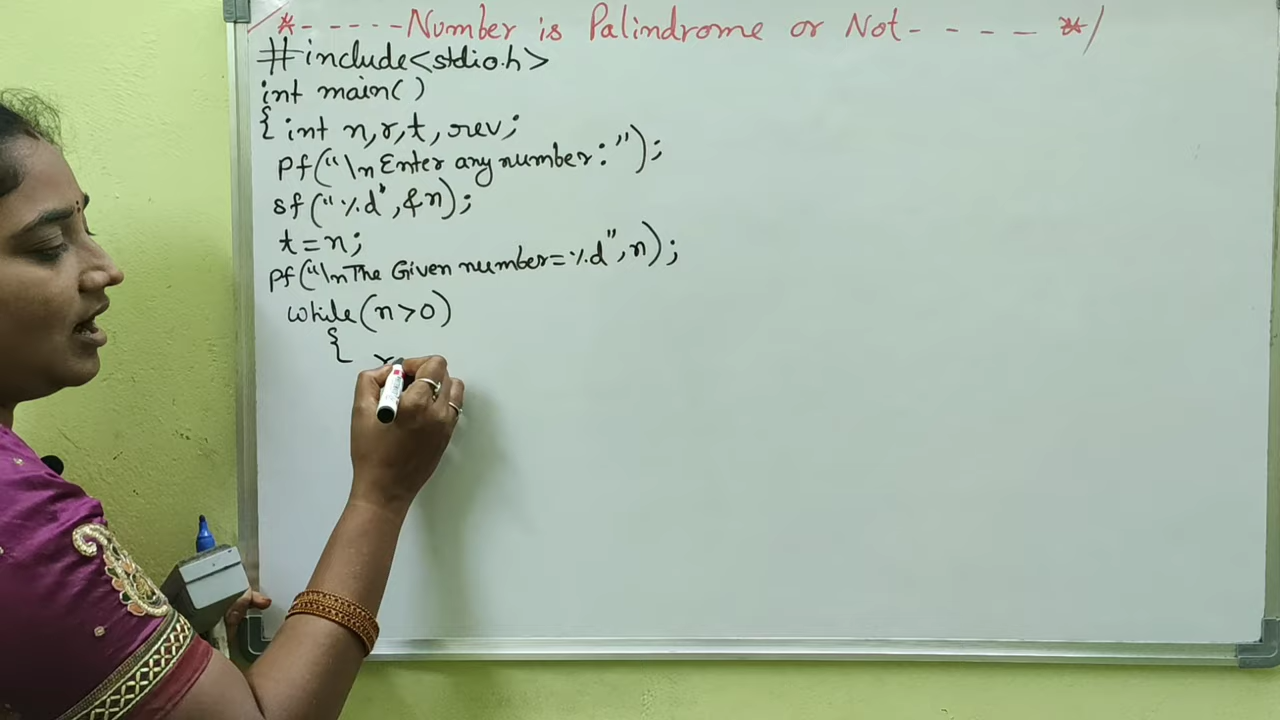 /*-----Number is Palindrome or Not----*/
#include<stdio.h>
int main()
{ int n,r,t,rev;
pf("\nEnter any number:");
sf("%d",&n);
t=n;
pf("\nThe Given number=%d",n);
while(n>0)
{ r